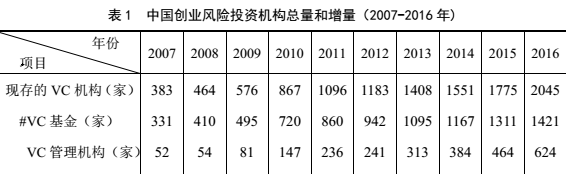 表 1 中国创业风险投资机构总量和增量（2007-2016 年）
年份
项目
2007 2008 2009 2010 2011 2012 2013 2014 2015 2016
现存的 VC 机构（家） 383 464 576 867 1096 1183 1408 1551 1775 2045
#VC 基金（家） 331 410 495 720 860 942 1095 1167 1311 1421
VC 管理机构（家） 52 54 81 147 236 241 313 384 464 624